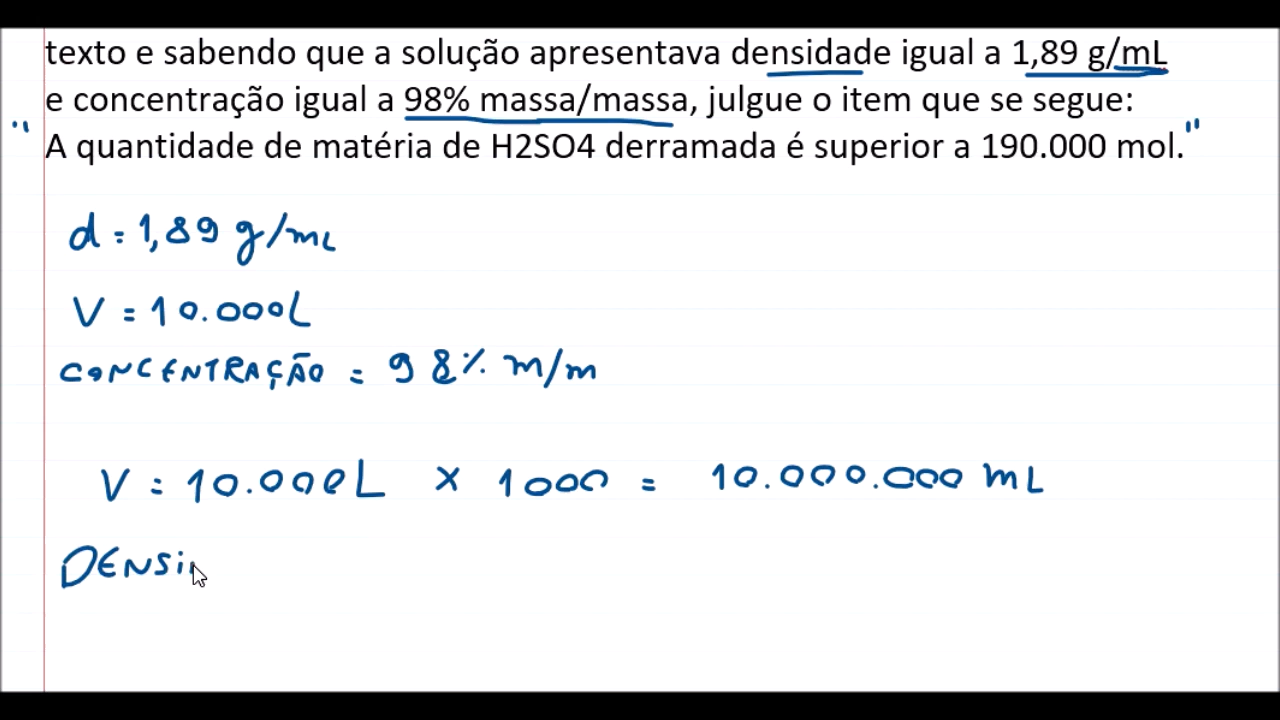 texto e sabendo que a solução apresentava densidade igual a 1,89 g/mL
e concentração igual a 98% massa/massa, julgue o item que se segue:
" A quantidade de matéria de H2SO4 derramada é superior a 190.000 mol."
d = 1,89 g/mL
V = 10.000L
CONCENTRAÇÃO = 98% m/m
V = 10.000L x 1000 = 10.000.000 mL
DENSi